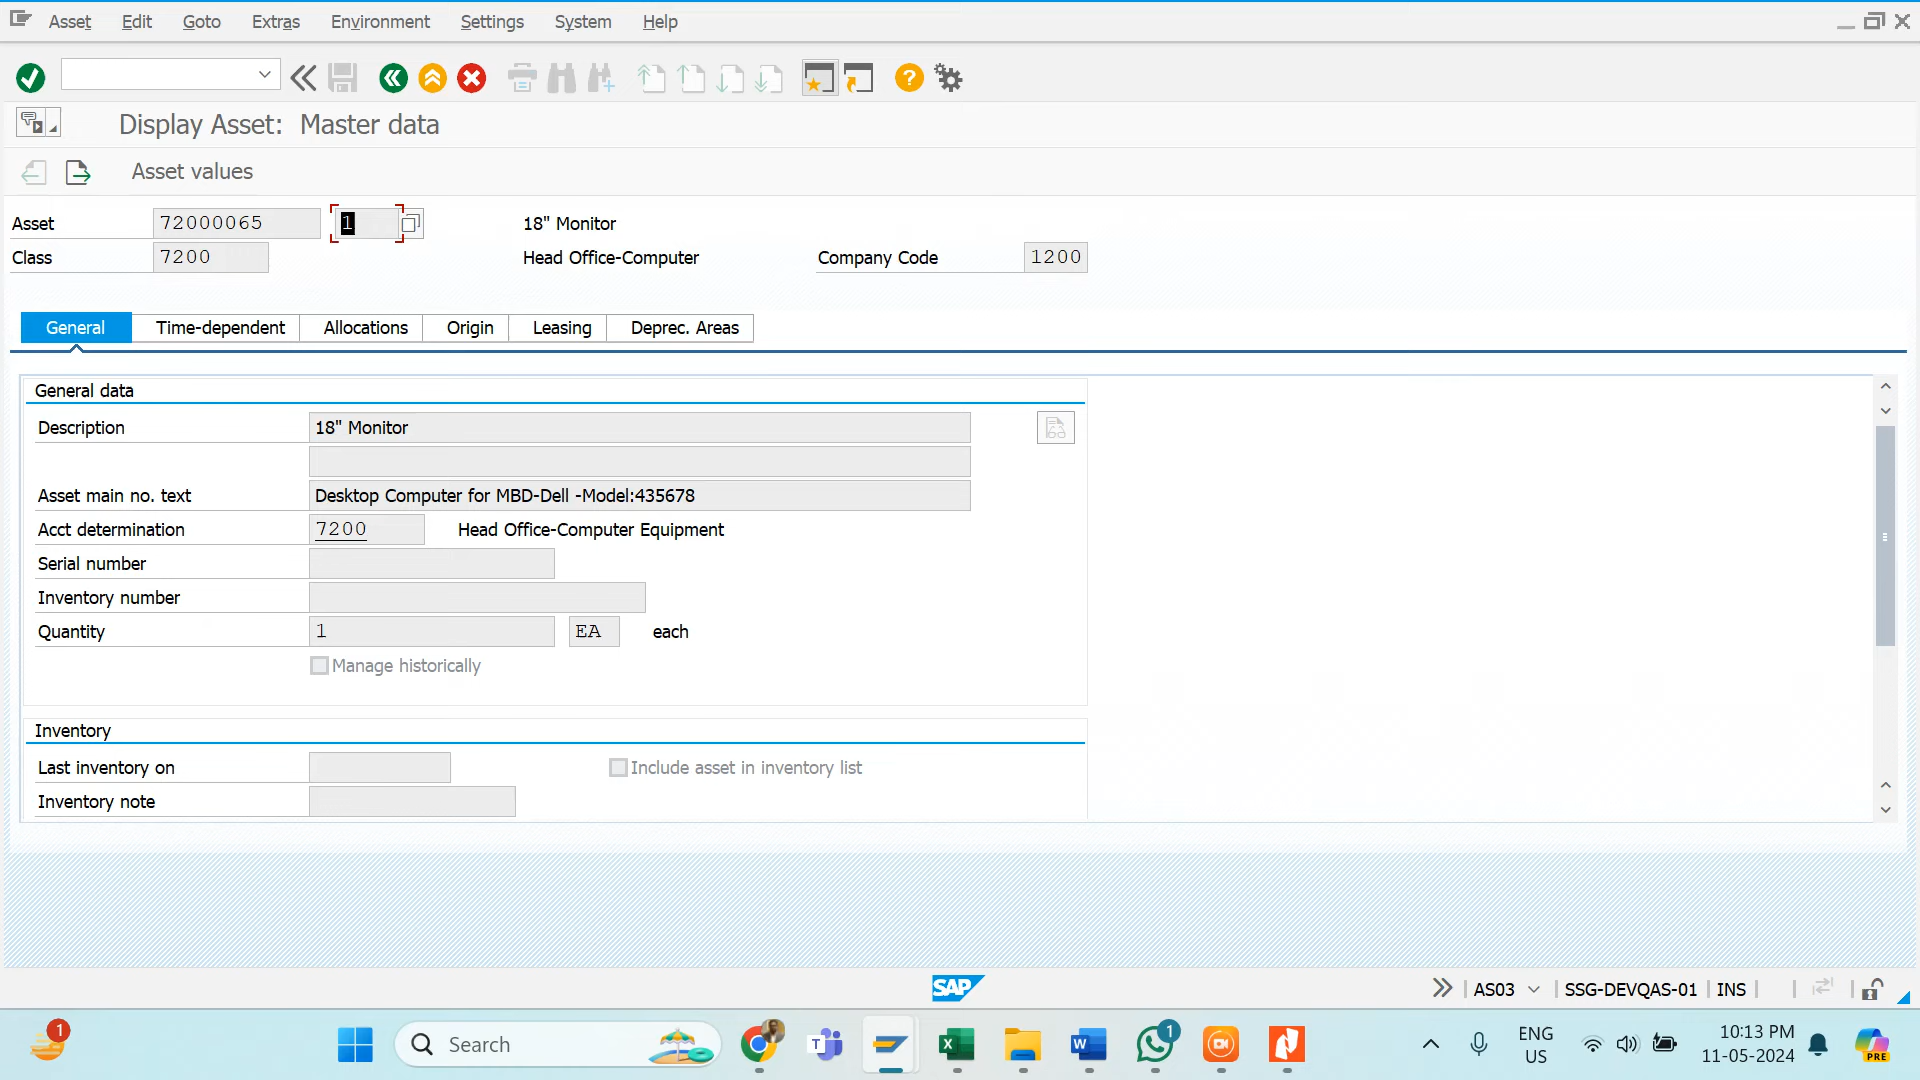 Asset Edit Goto Extras Environment Settings System Help
Display Asset: Master data
Asset values
Asset 72000065 1 18" Monitor
Class 7200 Head Office-Computer Company Code 1200
General Time-dependent Allocations Origin Leasing Deprec. Areas
General data
Description 18" Monitor
Asset main no. text Desktop Computer for MBD-Dell -Model:435678
Acct determination 7200 Head Office-Computer Equipment
Serial number
Inventory number
Quantity 1 EA each
Manage historically
Inventory
Last inventory on Include asset in inventory list
Inventory note
SAP AS03 SSG-DEVQAS-01 INS
1 Search 1 ENG 10:13 PM
US 11-05-2024 PRE